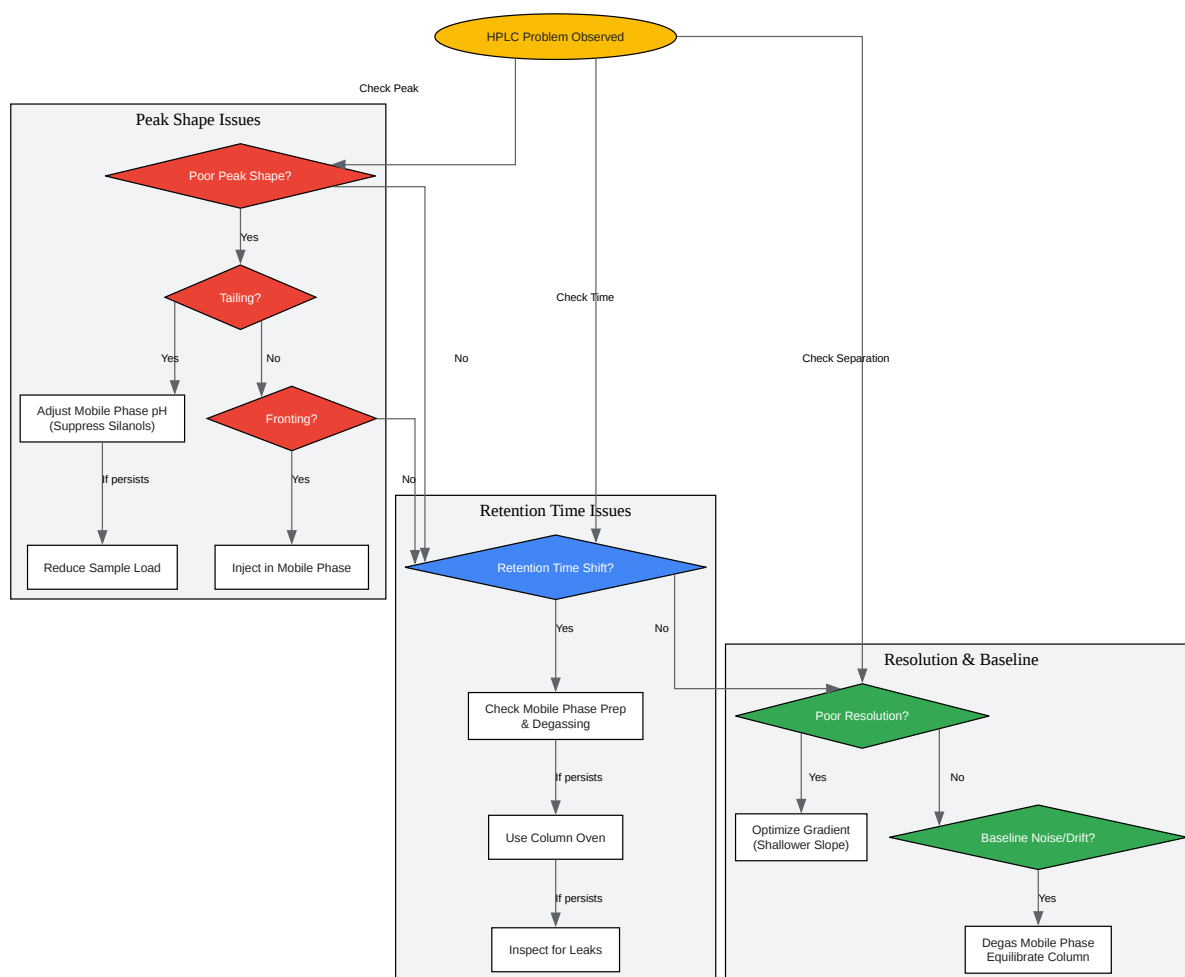 HPLC Problem Observed
Check Peak
Peak Shape Issues
Poor Peak Shape?
Yes
Tailing?
Check Time
Yes
No
No
Check Separation
Adjust Mobile Phase pH
(Suppress Silanols)
Fronting?
If persists
Yes
No
Reduce Sample Load
Inject in Mobile Phase
Retention Time Issues
Retention Time Shift?
Yes
No
Check Mobile Phase Prep
& Degassing
If persists
Use Column Oven
If persists
Inspect for Leaks
Resolution & Baseline
Poor Resolution?
Yes
No
Optimize Gradient
(Shallower Slope)
Baseline Noise/Drift?
Yes
Degas Mobile Phase
Equilibrate Column